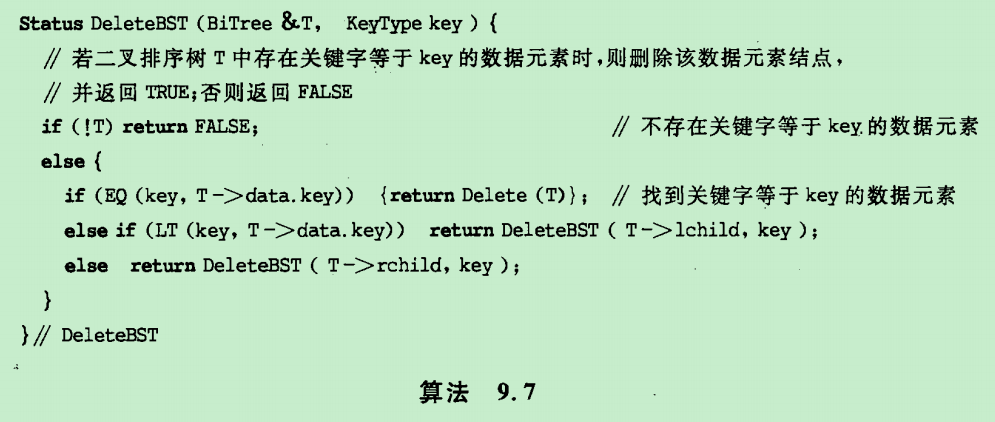 Status DeleteBST (BiTree &T, KeyType key ) {
// 若二叉排序树 T 中存在关键字等于 key 的数据元素时,则删除该数据元素结点,
// 并返回 TRUE;否则返回 FALSE
if (!T) return FALSE; // 不存在关键字等于 key 的数据元素
else {
if (EQ (key, T->data.key)) {return Delete (T)}; // 找到关键字等于 key 的数据元素
else if (LT (key, T->data.key)) return DeleteBST ( T->lchild, key );
else return DeleteBST ( T->rchild, key );
}
}// DeleteBST
算法 9.7